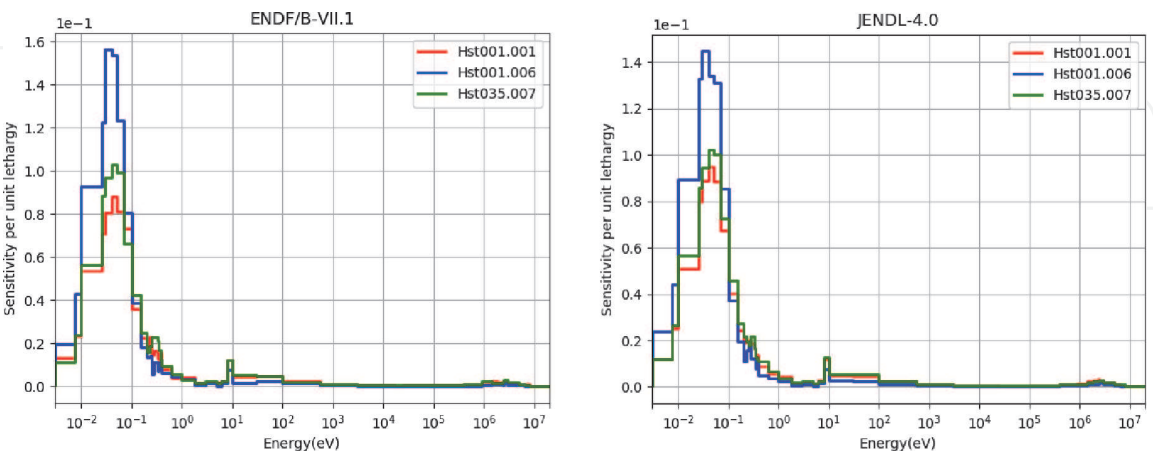 ENDF/B-VII.1
1e−1
Hst001.001
Hst001.006
Hst035.007
Sensitivity per unit lethargy
1.6
1.4
1.2
1.0
0.8
0.6
0.4
0.2
0.0
10⁻² 10⁻¹ 10⁰ 10¹ 10² 10³ 10⁴ 10⁵ 10⁶ 10⁷
Energy(eV)
JENDL-4.0
1e−1
Hst001.001
Hst001.006
Hst035.007
Sensitivity per unit lethargy
1.4
1.2
1.0
0.8
0.6
0.4
0.2
0.0
10⁻² 10⁻¹ 10⁰ 10¹ 10² 10³ 10⁴ 10⁵ 10⁶ 10⁷
Energy(eV)